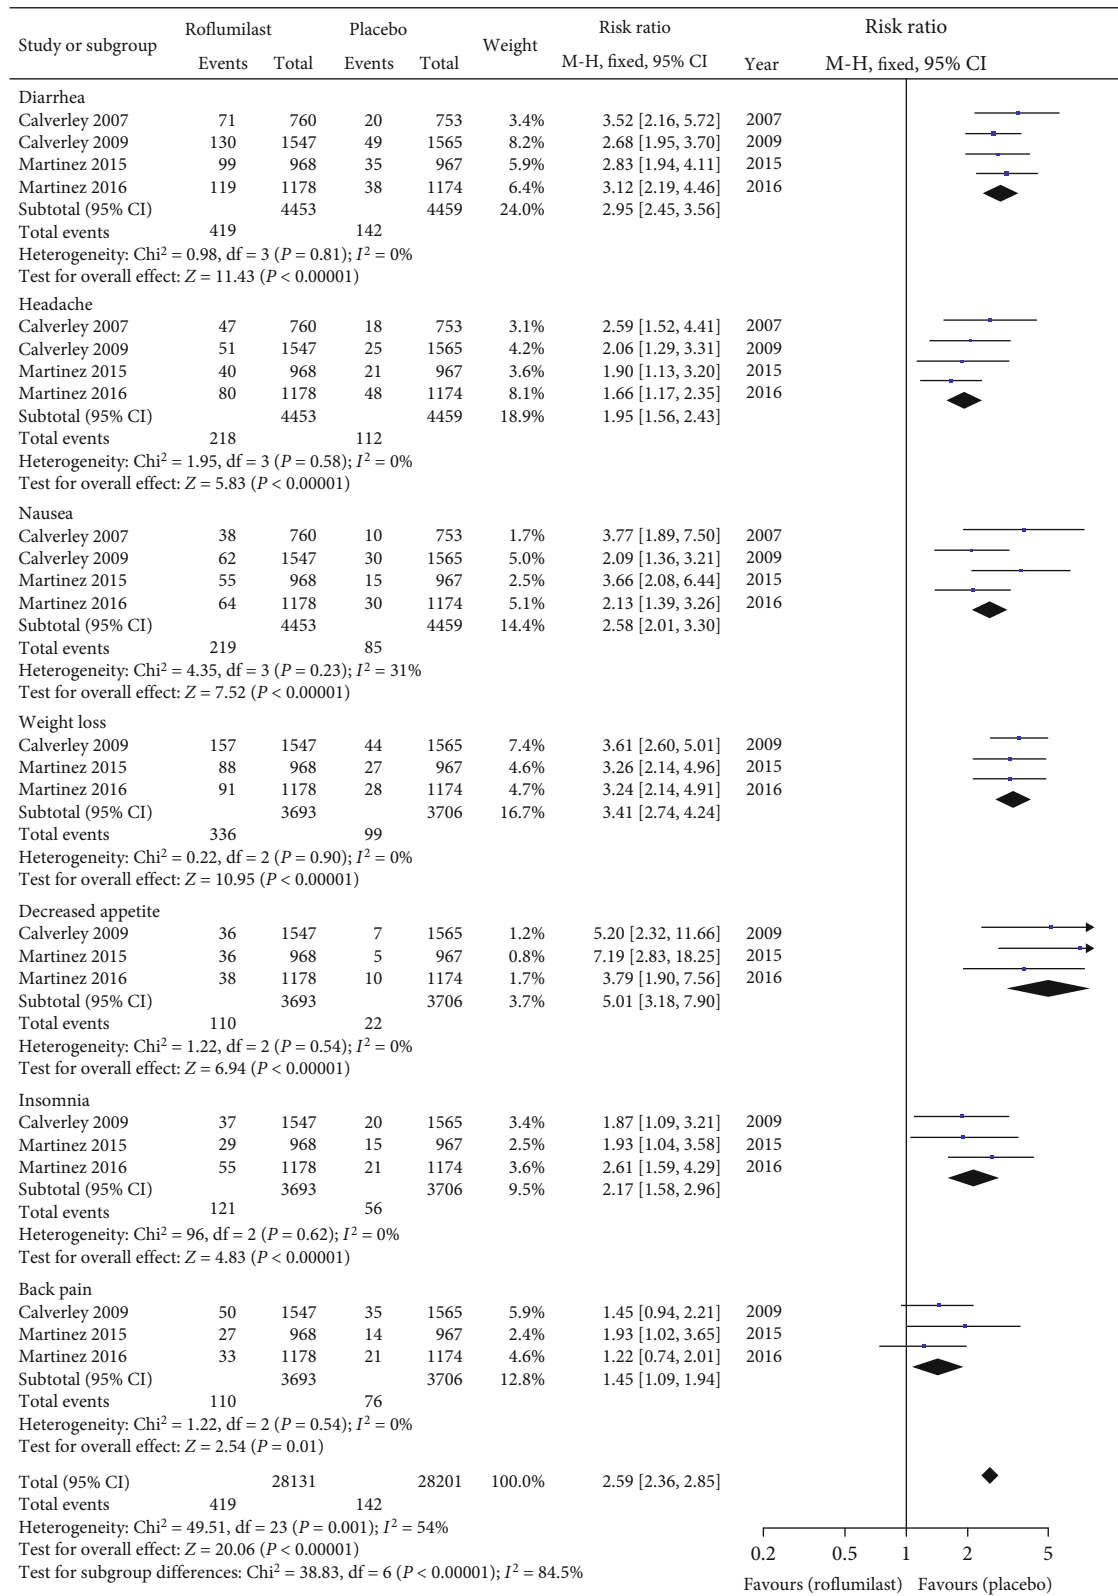 Study or subgroup Roflumilast Placebo Weight Risk ratio Risk ratio
Events Total Events Total M-H, fixed, 95% CI Year M-H, fixed, 95% CI
Diarrhea
Calverley 2007 71 760 20 753 3.4% 3.52 [2.16, 5.72] 2007
Calverley 2009 130 1547 49 1565 8.2% 2.68 [1.95, 3.70] 2009
Martinez 2015 99 968 35 967 5.9% 2.83 [1.94, 4.11] 2015
Martinez 2016 119 1178 38 1174 6.4% 3.12 [2.19, 4.46] 2016
Subtotal (95% CI) 4453 4459 24.0% 2.95 [2.45, 3.56]
Total events 419 142
Heterogeneity: Chi² = 0.98, df = 3 (P = 0.81); I² = 0%
Test for overall effect: Z = 11.43 (P < 0.00001)
Headache
Calverley 2007 47 760 18 753 3.1% 2.59 [1.52, 4.41] 2007
Calverley 2009 51 1547 25 1565 4.2% 2.06 [1.29, 3.31] 2009
Martinez 2015 40 968 21 967 3.6% 1.90 [1.13, 3.20] 2015
Martinez 2016 80 1178 48 1174 8.1% 1.66 [1.17, 2.35] 2016
Subtotal (95% CI) 4453 4459 18.9% 1.95 [1.56, 2.43]
Total events 218 112
Heterogeneity: Chi² = 1.95, df = 3 (P = 0.58); I² = 0%
Test for overall effect: Z = 5.83 (P < 0.00001)
Nausea
Calverley 2007 38 760 10 753 1.7% 3.77 [1.89, 7.50] 2007
Calverley 2009 62 1547 30 1565 5.0% 2.09 [1.36, 3.21] 2009
Martinez 2015 55 968 15 967 2.5% 3.66 [2.08, 6.44] 2015
Martinez 2016 64 1178 30 1174 5.1% 2.13 [1.39, 3.26] 2016
Subtotal (95% CI) 4453 4459 14.4% 2.58 [2.01, 3.30]
Total events 219 85
Heterogeneity: Chi² = 4.35, df = 3 (P = 0.23); I² = 31%
Test for overall effect: Z = 7.52 (P < 0.00001)
Weight loss
Calverley 2009 157 1547 44 1565 7.4% 3.61 [2.60, 5.01] 2009
Martinez 2015 88 968 27 967 4.6% 3.26 [2.14, 4.96] 2015
Martinez 2016 91 1178 28 1174 4.7% 3.24 [2.14, 4.91] 2016
Subtotal (95% CI) 3693 3706 16.7% 3.41 [2.74, 4.24]
Total events 336 99
Heterogeneity: Chi² = 0.22, df = 2 (P = 0.90); I² = 0%
Test for overall effect: Z = 10.95 (P < 0.00001)
Decreased appetite
Calverley 2009 36 1547 7 1565 1.2% 5.20 [2.32, 11.66] 2009
Martinez 2015 36 968 5 967 0.8% 7.19 [2.83, 18.25] 2015
Martinez 2016 38 1178 10 1174 1.7% 3.79 [1.90, 7.56] 2016
Subtotal (95% CI) 3693 3706 3.7% 5.01 [3.18, 7.90]
Total events 110 22
Heterogeneity: Chi² = 1.22, df = 2 (P = 0.54); I² = 0%
Test for overall effect: Z = 6.94 (P < 0.00001)
Insomnia
Calverley 2009 37 1547 20 1565 3.4% 1.87 [1.09, 3.21] 2009
Martinez 2015 29 968 15 967 2.5% 1.93 [1.04, 3.58] 2015
Martinez 2016 55 1178 21 1174 3.6% 2.61 [1.59, 4.29] 2016
Subtotal (95% CI) 3693 3706 9.5% 2.17 [1.58, 2.96]
Total events 121 56
Heterogeneity: Chi² = 96, df = 2 (P = 0.62); I² = 0%
Test for overall effect: Z = 4.83 (P < 0.00001)
Back pain
Calverley 2009 50 1547 35 1565 5.9% 1.45 [0.94, 2.21] 2009
Martinez 2015 27 968 14 967 2.4% 1.93 [1.02, 3.65] 2015
Martinez 2016 33 1178 21 1174 4.6% 1.22 [0.74, 2.01] 2016
Subtotal (95% CI) 3693 3706 12.8% 1.45 [1.09, 1.94]
Total events 110 76
Heterogeneity: Chi² = 1.22, df = 2 (P = 0.54); I² = 0%
Test for overall effect: Z = 2.54 (P = 0.01)
Total (95% CI) 28131 28201 100.0% 2.59 [2.36, 2.85]
Total events 419 142
Heterogeneity: Chi² = 49.51, df = 23 (P = 0.001); I² = 54%
Test for overall effect: Z = 20.06 (P < 0.00001)
Test for subgroup differences: Chi² = 38.83, df = 6 (P < 0.00001); I² = 84.5%
0.2 0.5 1 2 5
Favours (roflumilast) Favours (placebo)